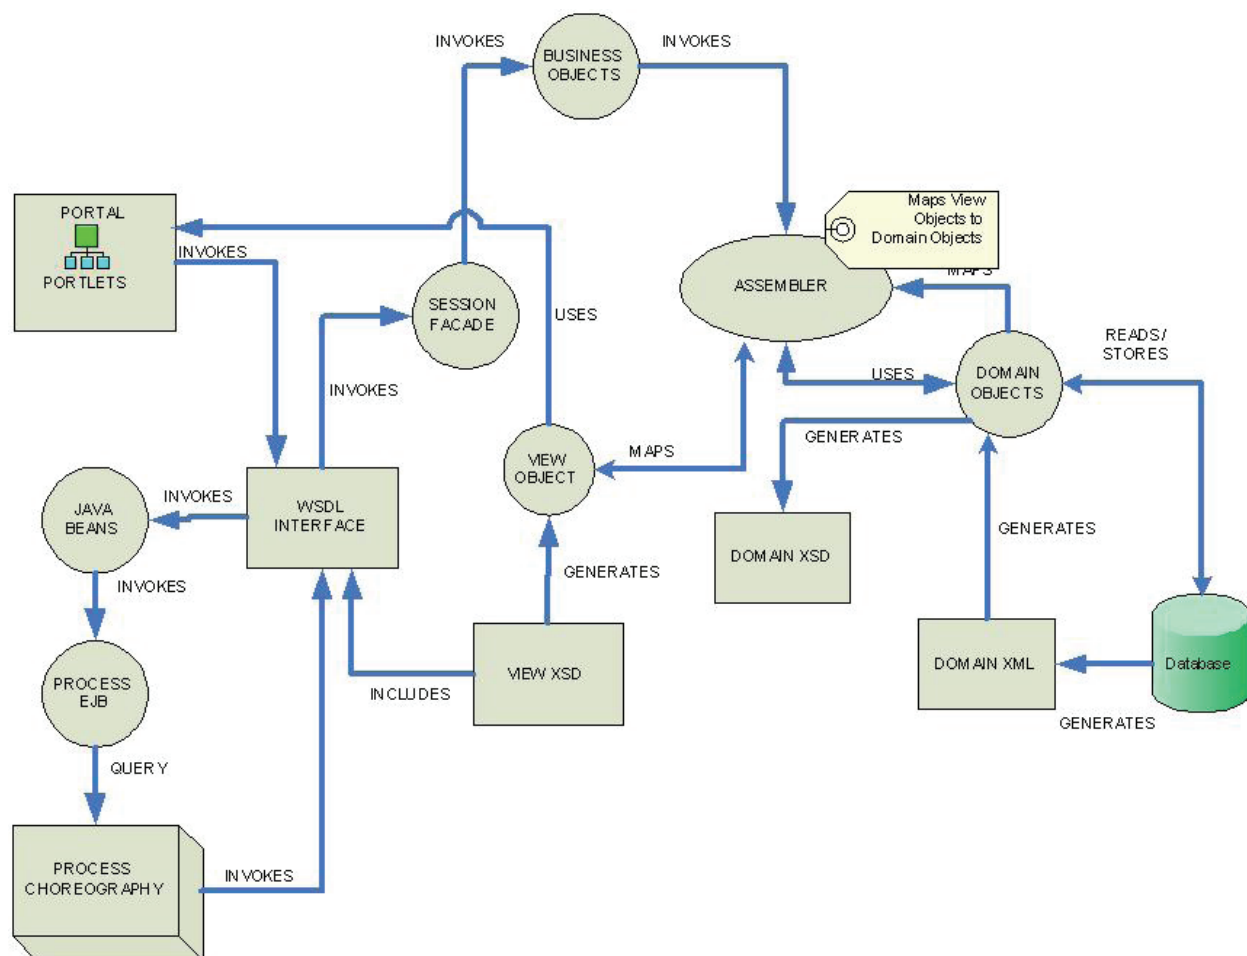 INVOKES
BUSINESS
OBJECTS
INVOKES
PORTAL
PORTLETS
INVOKES
Maps View
Objects to
Domain Objects
MAPS
ASSEMBLER
SESSION
FACADE
USES
READS/
STORES
INVOKES
USES
DOMAIN
OBJECTS
GENERATES
VIEW
OBJECT
MAPS
JAVA
BEANS
INVOKES
WSDL
INTERFACE
GENERATES
DOMAIN XSD
INVOKES
GENERATES
PROCESS
EJB
INCLUDES
VIEW XSD
DOMAIN XML
Database
GENERATES
QUERY
PROCESS
CHOREOGRAPHY
INVOKES